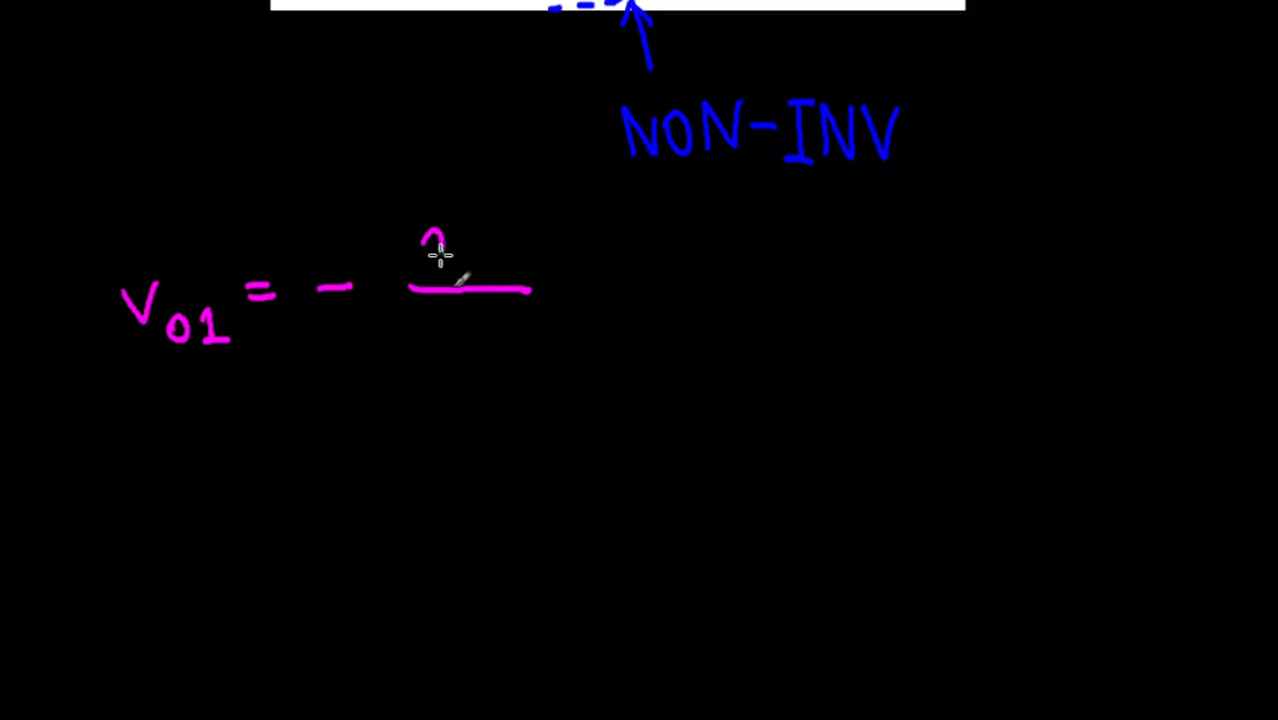 NON-INV
V01 = -